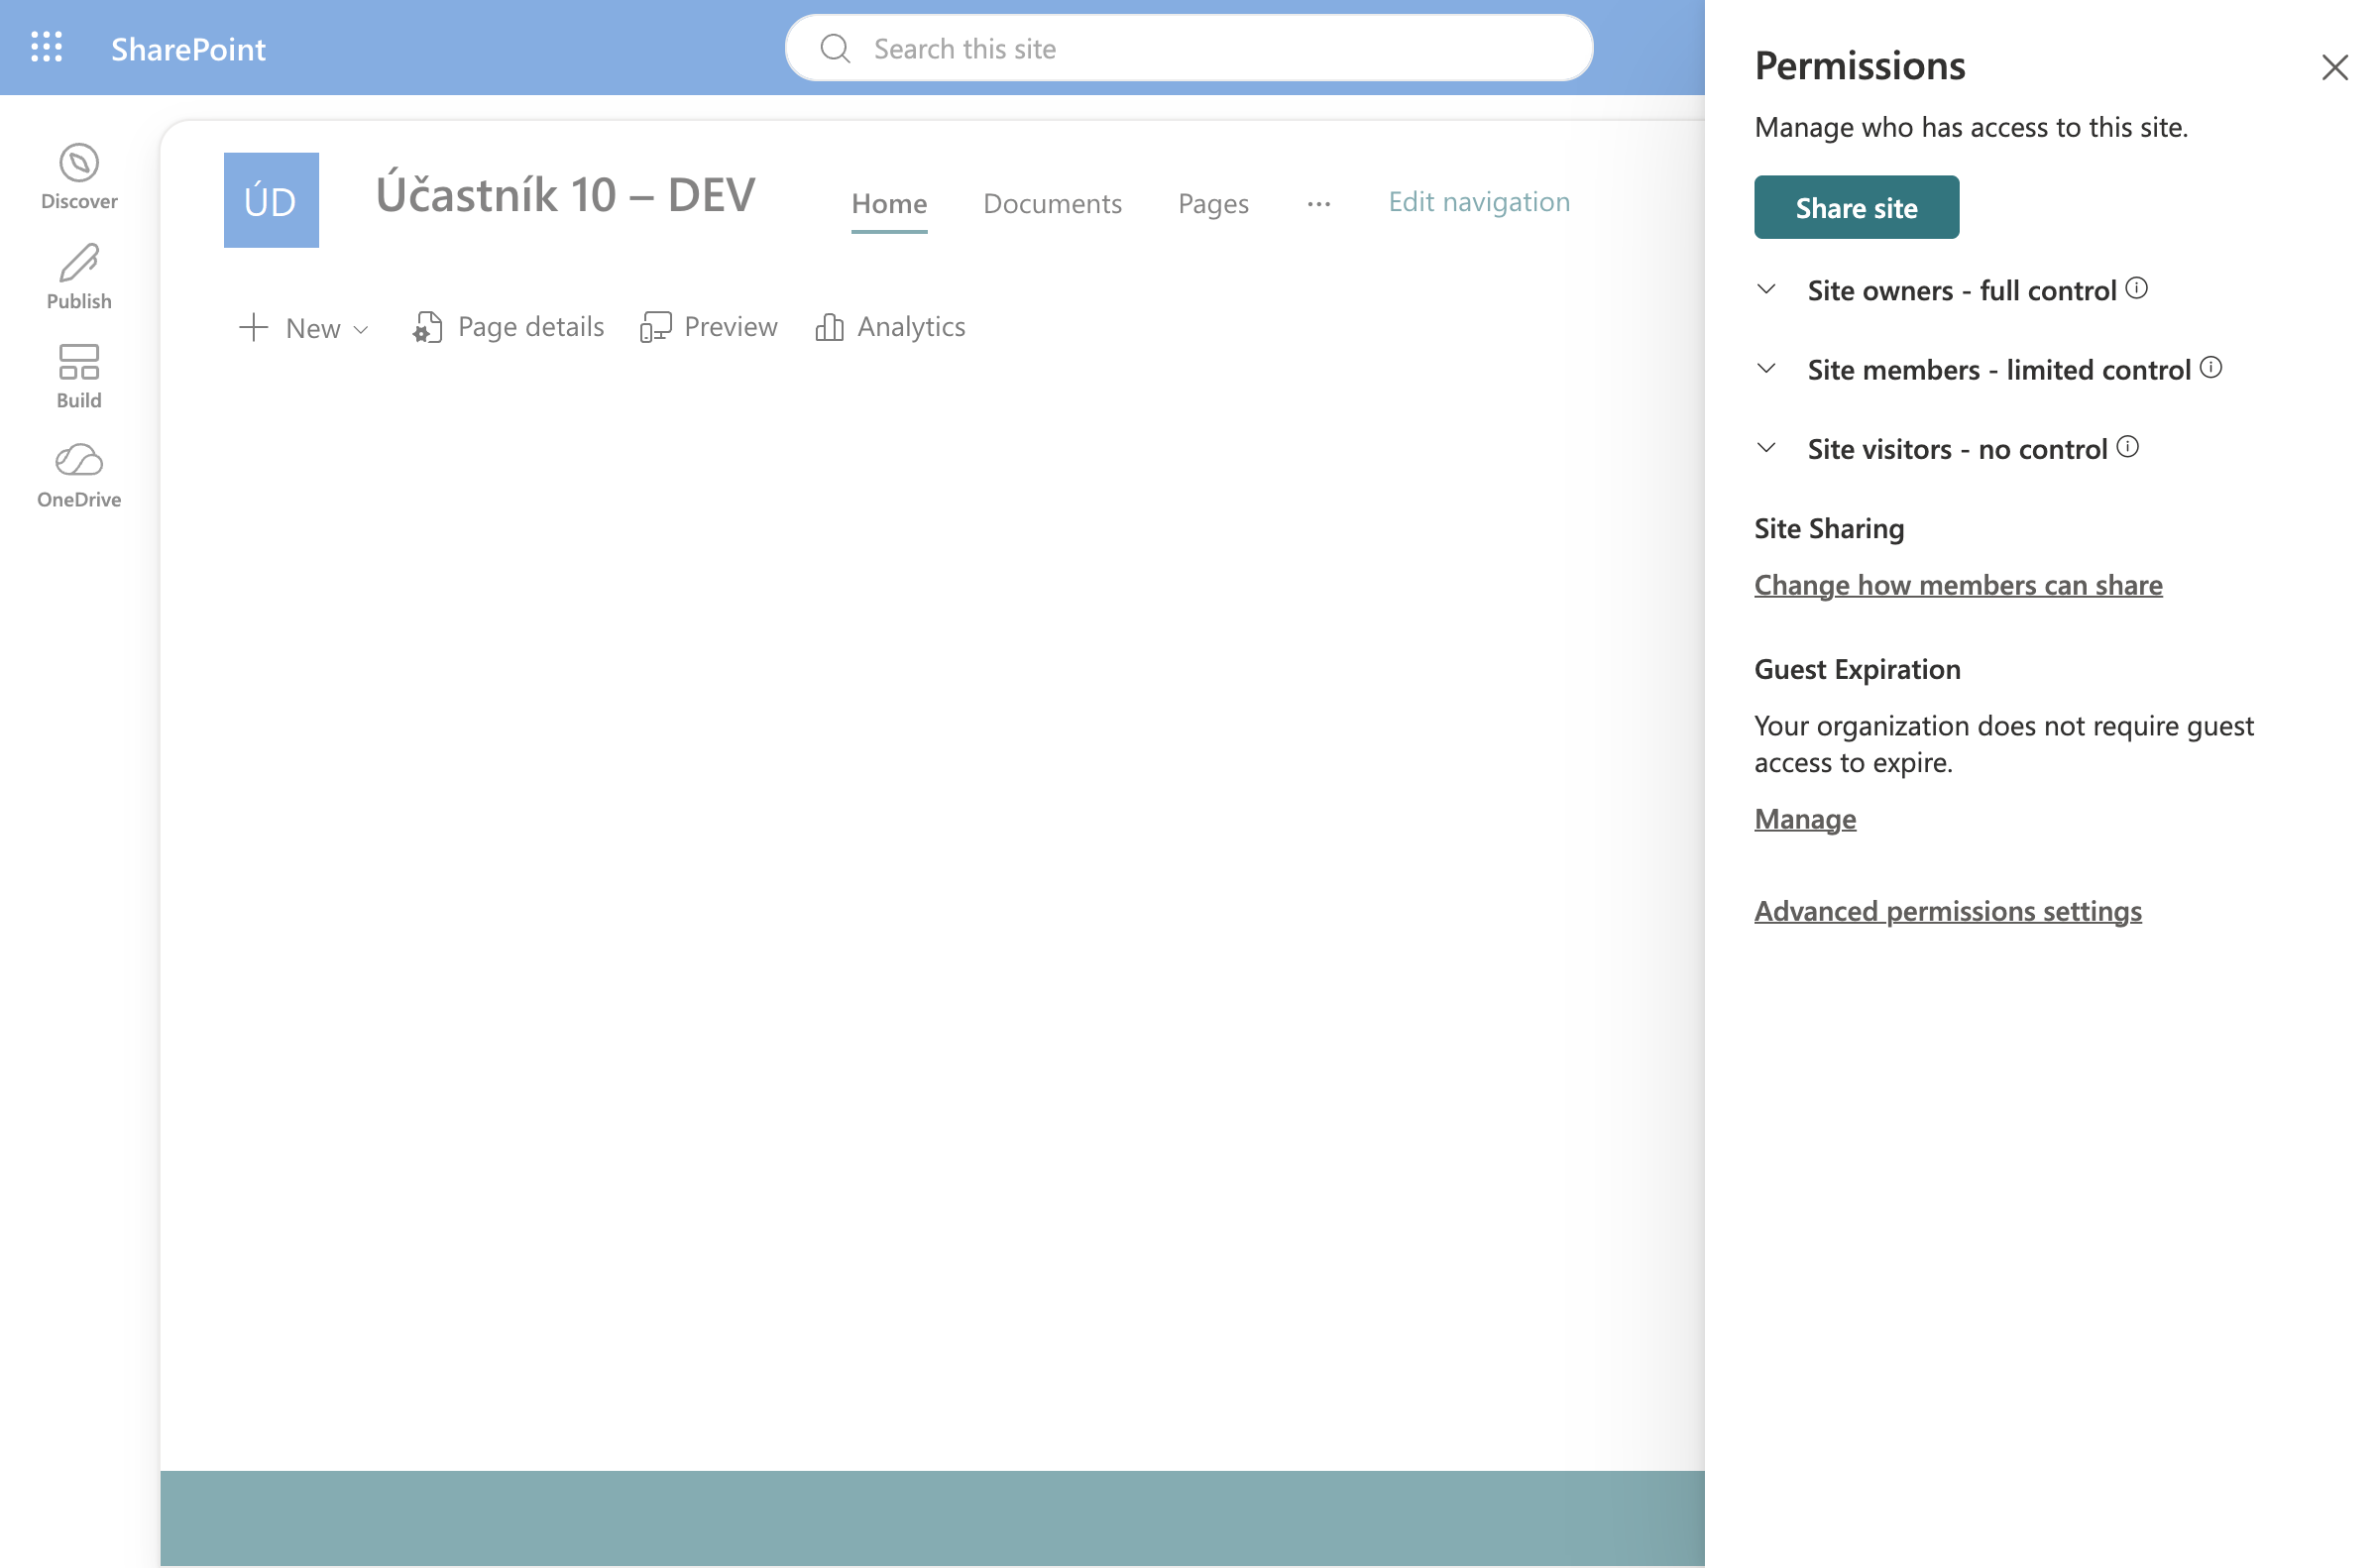 SharePoint
Search this site
Discover
Publish
Build
OneDrive
ÚD
Účastník 10 – DEV
Home
Documents
Pages
···
Edit navigation
New
Page details
Preview
Analytics
Permissions
Manage who has access to this site.
Share site
Site owners - full control
Site members - limited control
Site visitors - no control
Site Sharing
Change how members can share
Guest Expiration
Your organization does not require guest
access to expire.
Manage
Advanced permissions settings